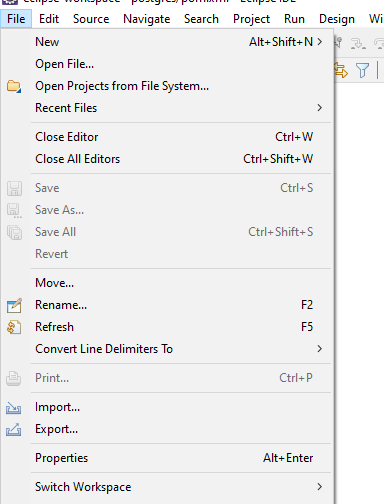 eclipse-workspace - postgres/pom.xml - Eclipse IDE
File Edit Source Navigate Search Project Run Design Wi
New Alt+Shift+N >
Open File...
Open Projects from File System...
Recent Files >
Close Editor Ctrl+W
Close All Editors Ctrl+Shift+W
Save Ctrl+S
Save As...
Save All Ctrl+Shift+S
Revert
Move...
Rename... F2
Refresh F5
Convert Line Delimiters To >
Print... Ctrl+P
Import...
Export...
Properties Alt+Enter
Switch Workspace >